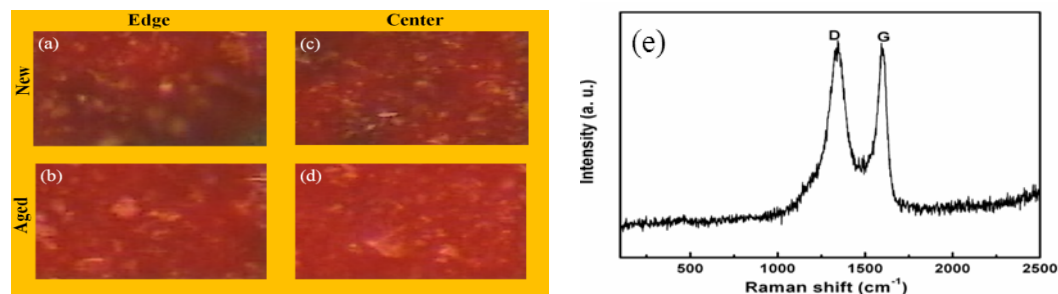 Edge Center
New
(a)
(c)
Aged
(b)
(d)
(e)
D G
Intensity (a. u.)
500 1000 1500 2000 2500
Raman shift (cm⁻¹)